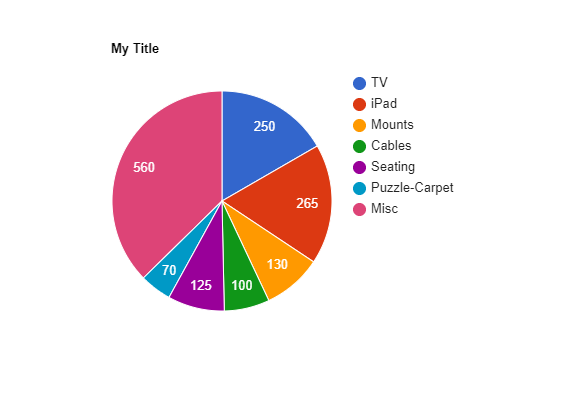 My Title
TV
iPad
Mounts
Cables
Seating
Puzzle-Carpet
Misc
250
265
130
100
125
70
560